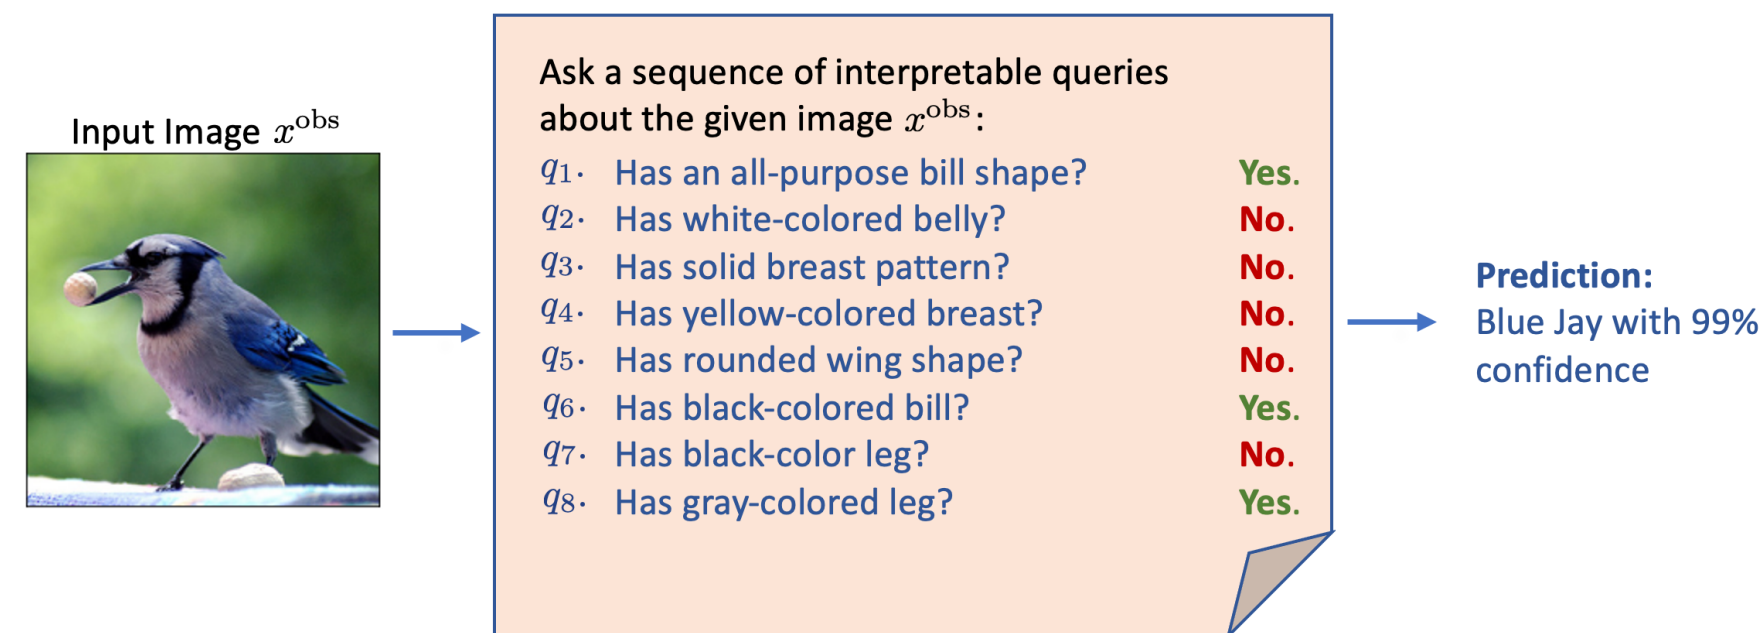 Input Image x^obs
Ask a sequence of interpretable queries
about the given image x^obs:
q1. Has an all-purpose bill shape? Yes.
q2. Has white-colored belly? No.
q3. Has solid breast pattern? No.
q4. Has yellow-colored breast? No.
q5. Has rounded wing shape? No.
q6. Has black-colored bill? Yes.
q7. Has black-color leg? No.
q8. Has gray-colored leg? Yes.
Prediction:
Blue Jay with 99%
confidence